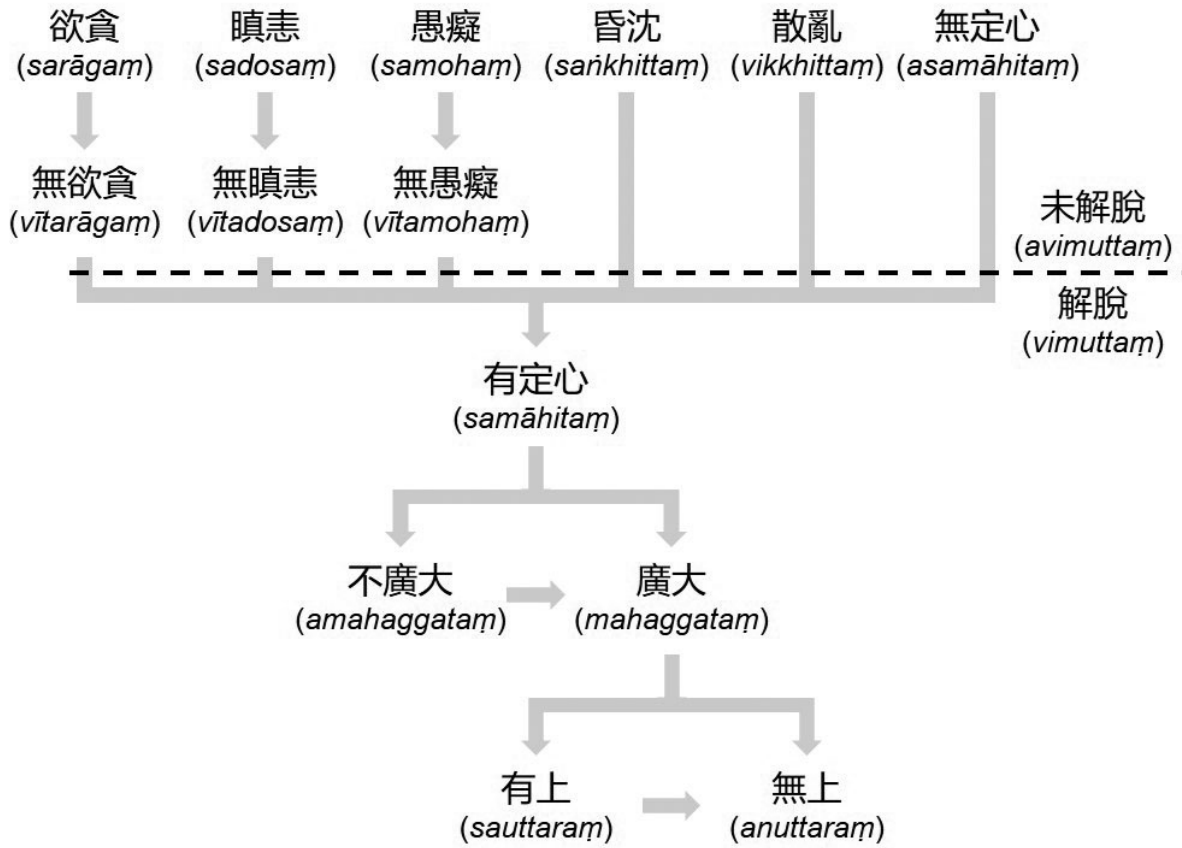 欲貪 瞋恚 愚癡 昏沈 散亂 無定心
(sarāgaṃ) (sadosaṃ) (samohaṃ) (saṅkhittaṃ) (vikkhittaṃ) (asamāhitaṃ)
無欲貪 無瞋恚 無愚癡
(vītarāgaṃ) (vītadosaṃ) (vītamohaṃ)
未解脫
(avimuttaṃ)
解脫
(vimuttaṃ)
有定心
(samāhitaṃ)
不廣大 廣大
(amahaggataṃ) (mahaggataṃ)
有上 無上
(sauttaraṃ) (anuttaraṃ)